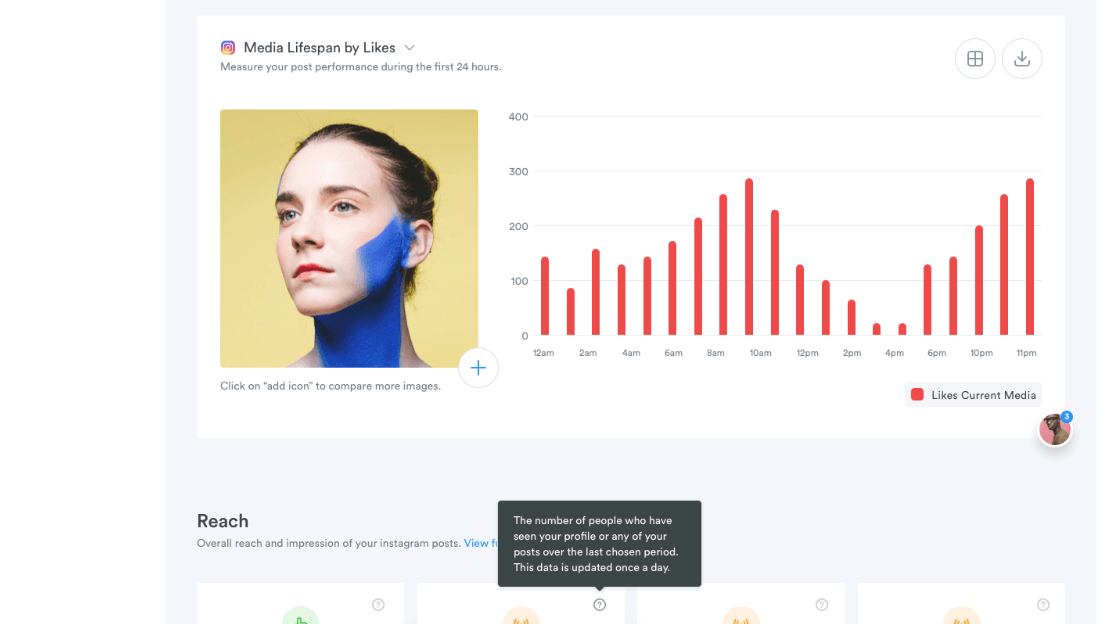 Media Lifespan by Likes
Measure your post performance during the first 24 hours.
400
300
200
100
0
12am 2am 4am 6am 8am 10am 12pm 2pm 4pm 6pm 10pm 11pm
Click on “add icon” to compare more images.
Likes Current Media
3
Reach
Overall reach and impression of your instagram posts. View
The number of people who have
seen your profile or any of your
posts over the last chosen period.
This data is updated once a day.
? ? ? ?